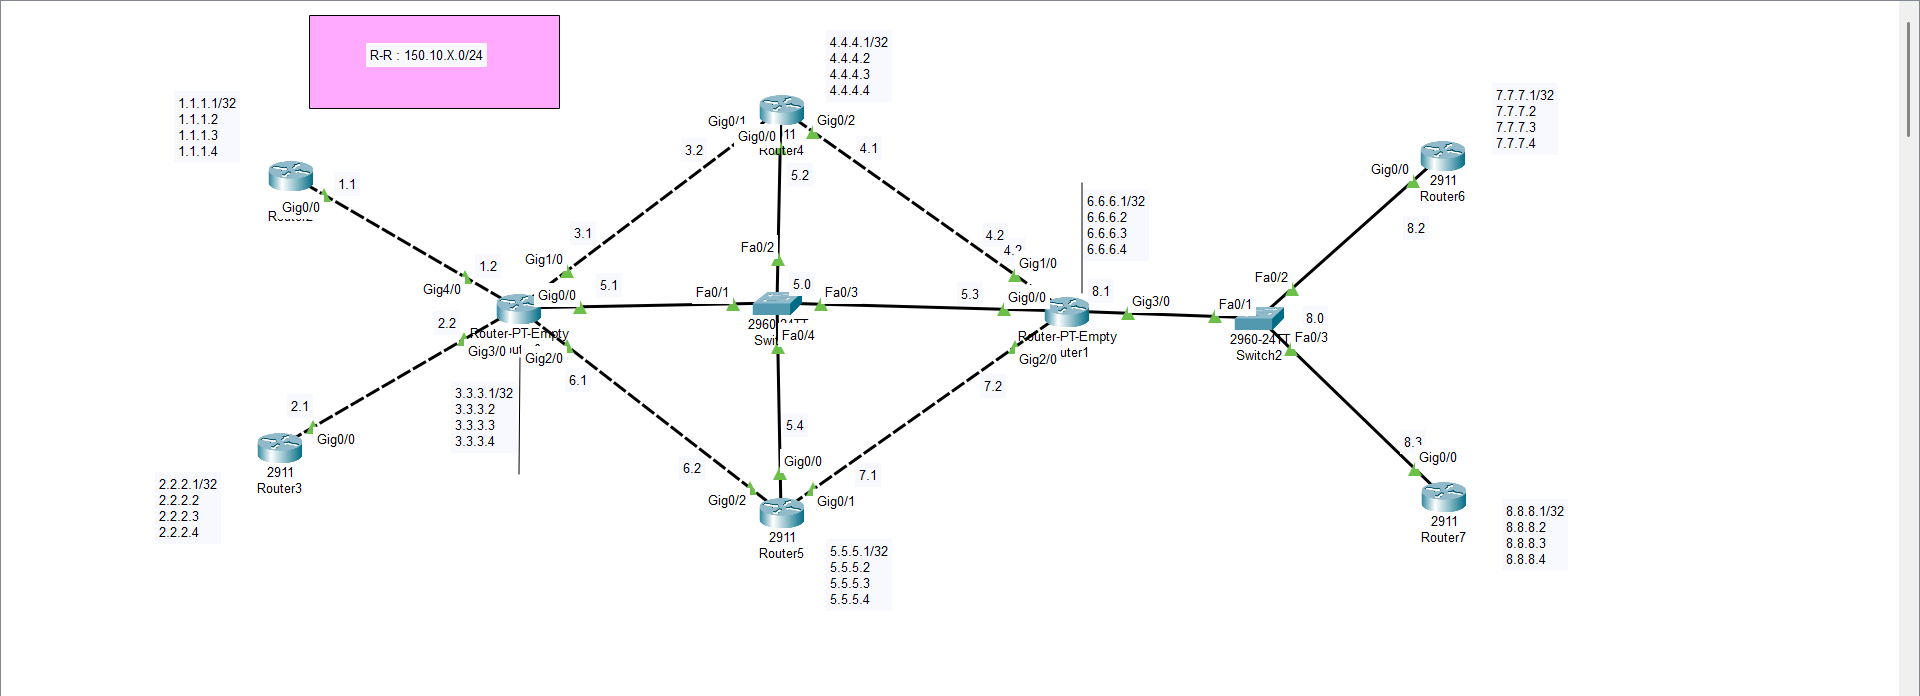 R-R : 150.10.X.0/24
4.4.4.1/32
4.4.4.2
4.4.4.3
4.4.4.4
1.1.1.1/32
1.1.1.2
1.1.1.3
1.1.1.4
7.7.7.1/32
7.7.7.2
7.7.7.3
7.7.7.4
Gig0/1
Gig0/0
Gig0/2
11
Router4
3.2
4.1
5.2
Gig0/0
2911
Router6
8.2
1.1
Gig0/0
6.6.6.1/32
6.6.6.2
6.6.6.3
6.6.6.4
3.1
4.2
4.2
Fa0/2
Gig1/0
Gig1/0
1.2
Gig4/0
5.1
Gig0/0
Fa0/1
5.0
Fa0/3
5.3
Gig0/0
8.1
Gig3/0
Fa0/1
Fa0/2
8.0
Fa0/3
2.2
Router-PT-Empty
Gig3/0
Gig2/0
Fa0/4
Router-PT-Empty
uter1
Gig2/0
2960-24TT
Switch2
6.1
7.2
3.3.3.1/32
3.3.3.2
3.3.3.3
3.3.3.4
2.1
Gig0/0
2911
Router3
5.4
Gig0/0
6.2
7.1
Gig0/2
Gig0/1
2911
Router5
8.3
Gig0/0
2911
Router7
2.2.2.1/32
2.2.2.2
2.2.2.3
2.2.2.4
5.5.5.1/32
5.5.5.2
5.5.5.3
5.5.5.4
8.8.8.1/32
8.8.8.2
8.8.8.3
8.8.8.4